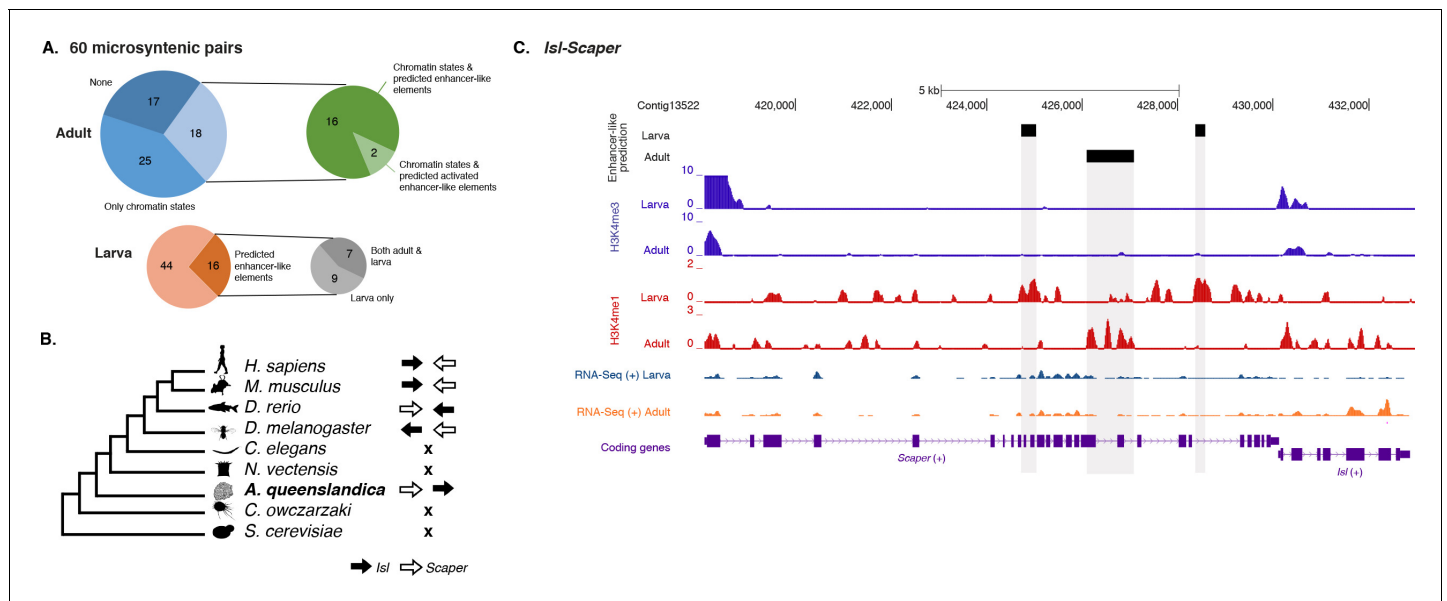 A. 60 microsyntenic pairs
None
17
18
25
Adult
Only chromatin states
Chromatin states &
predicted enhancer-like
elements
16
2
Chromatin states &
predicted activated
enhancer-like elements
Larva
44
16
Predicted
enhancer-like
elements
7
9
Both adult &
larva
Larva only
B.
H. sapiens
M. musculus
D. rerio
D. melanogaster
C. elegans x
N. vectensis x
A. queenslandica
C. owczarzaki x
S. cerevisiae x
Isl Scaper
C. Isl-Scaper
5 kb
Contig13522 420,000 422,000 424,000 426,000 428,000 430,000 432,000
Enhancer-like
prediction
Larva
Adult
H3K4me3
10
Larva 0
10
Adult 0
H3K4me1
2
Larva 0
3
Adult 0
RNA-Seq (+) Larva
RNA-Seq (+) Adult
Coding genes
Scaper (+)
Isl (+)